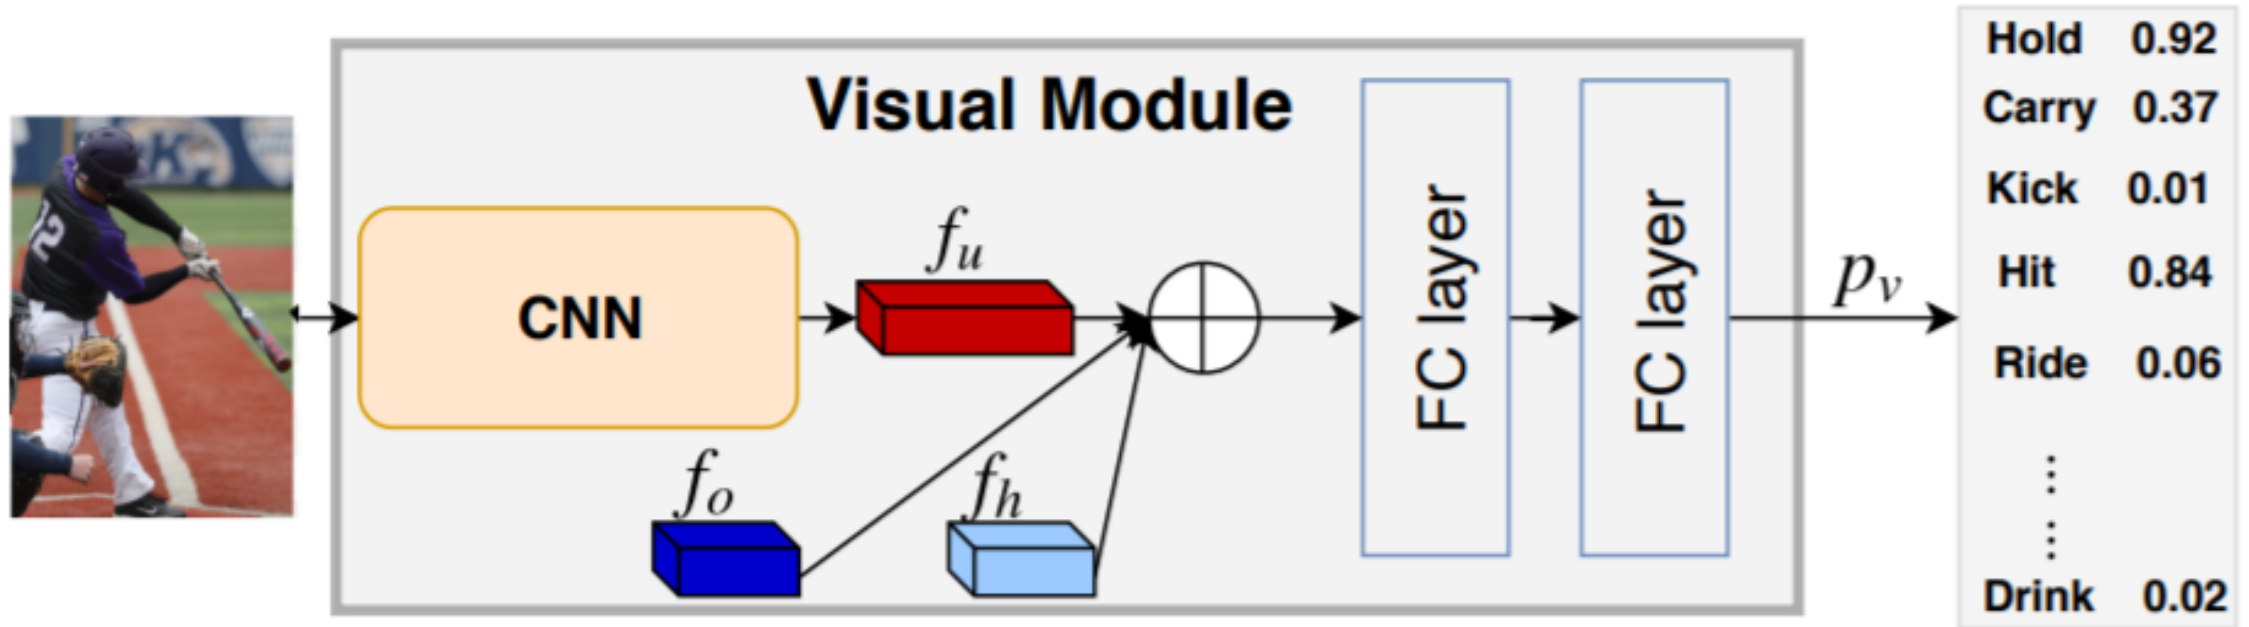 Visual Module
12
CNN
f_u
f_o
f_h
FC layer
FC layer
p_v
Hold 0.92
Carry 0.37
Kick 0.01
Hit 0.84
Ride 0.06
⋮
⋮
Drink 0.02